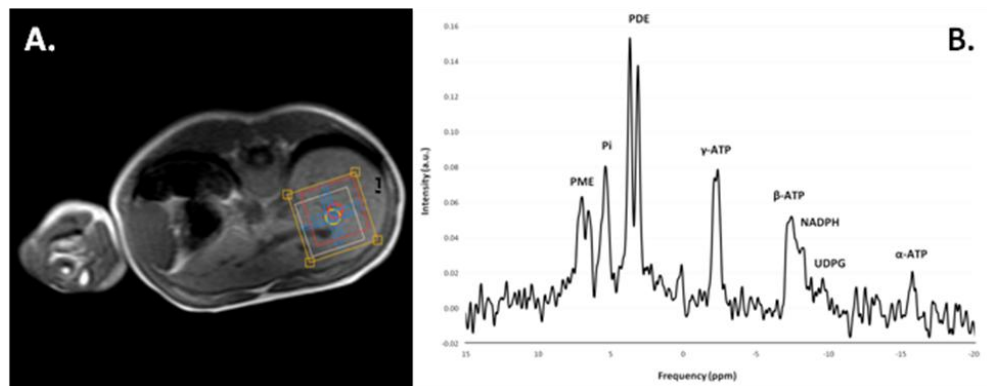 A.
1
B.
PDE
Pi
PME
γ-ATP
β-ATP
NADPH
UDPG
α-ATP
Intensity (a.u.)
0.16
0.14
0.12
0.10
0.08
0.06
0.04
0.02
0.00
-0.02
15 10 5 0 -5 -10 -15 -20
Frequency (ppm)